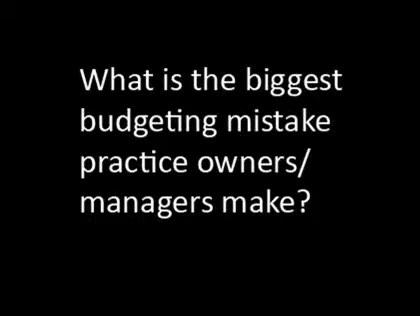 What is the biggest
budgeting mistake
practice owners/
managers make?